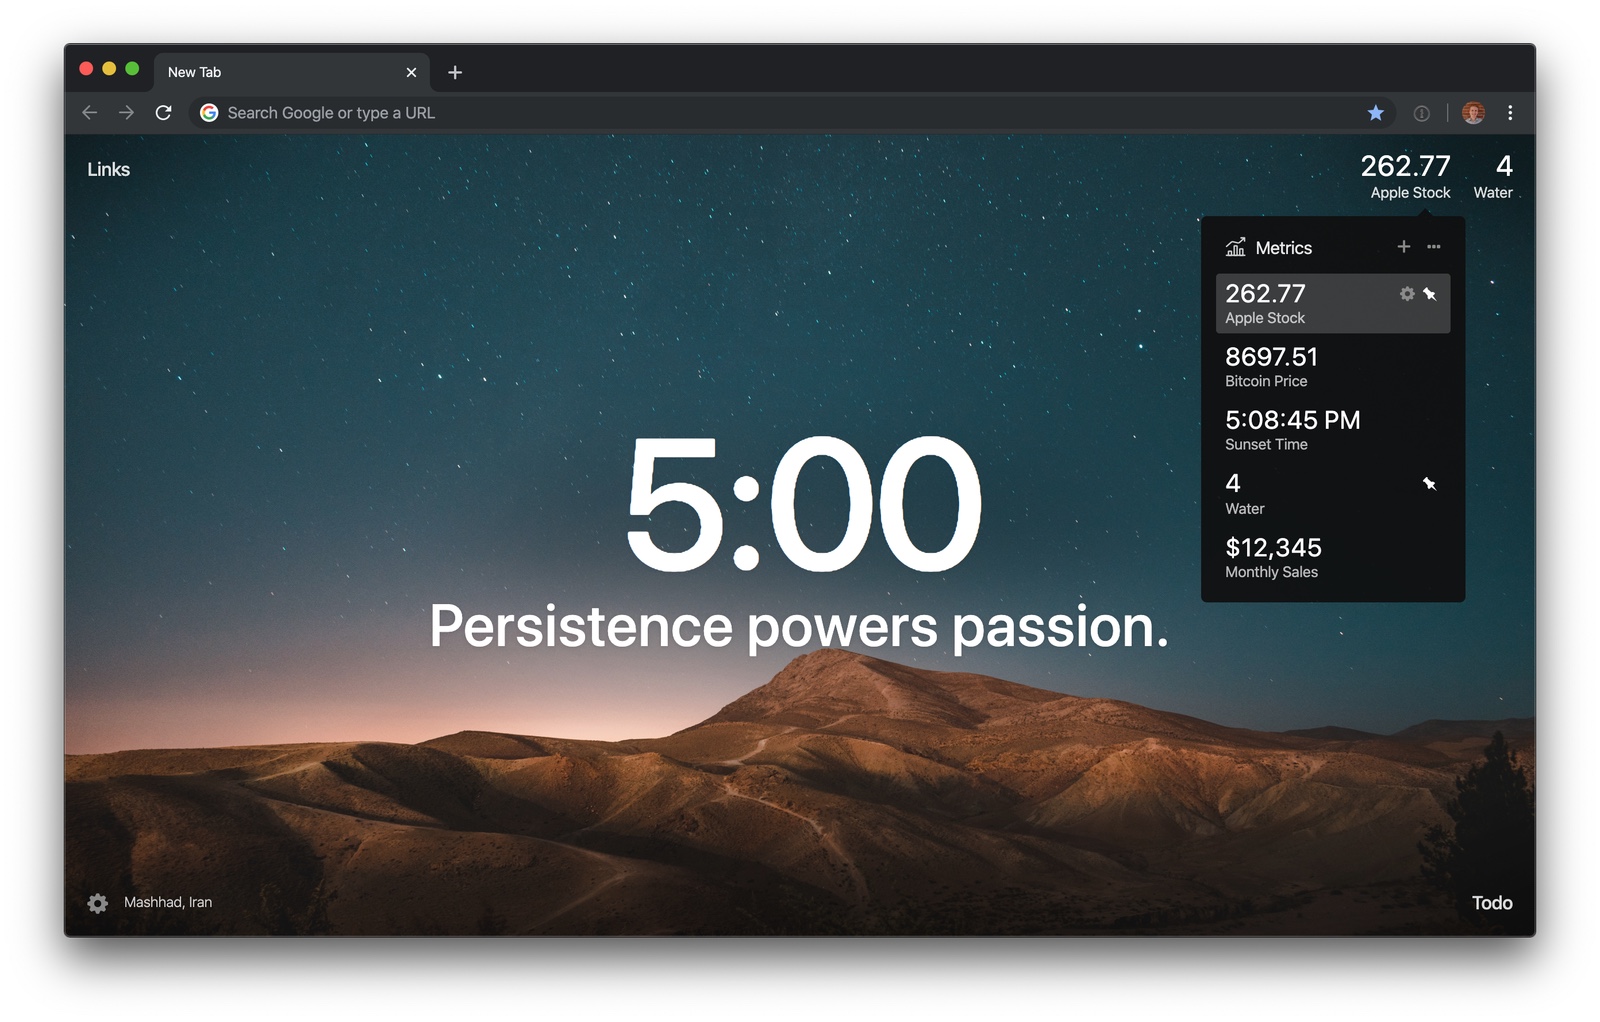 New Tab
Search Google or type a URL
Links
262.77
Apple Stock
4
Water
Metrics
262.77
Apple Stock
8697.51
Bitcoin Price
5:08:45 PM
Sunset Time
4
Water
$12,345
Monthly Sales
5:00
Persistence powers passion.
Mashhad, Iran
Todo